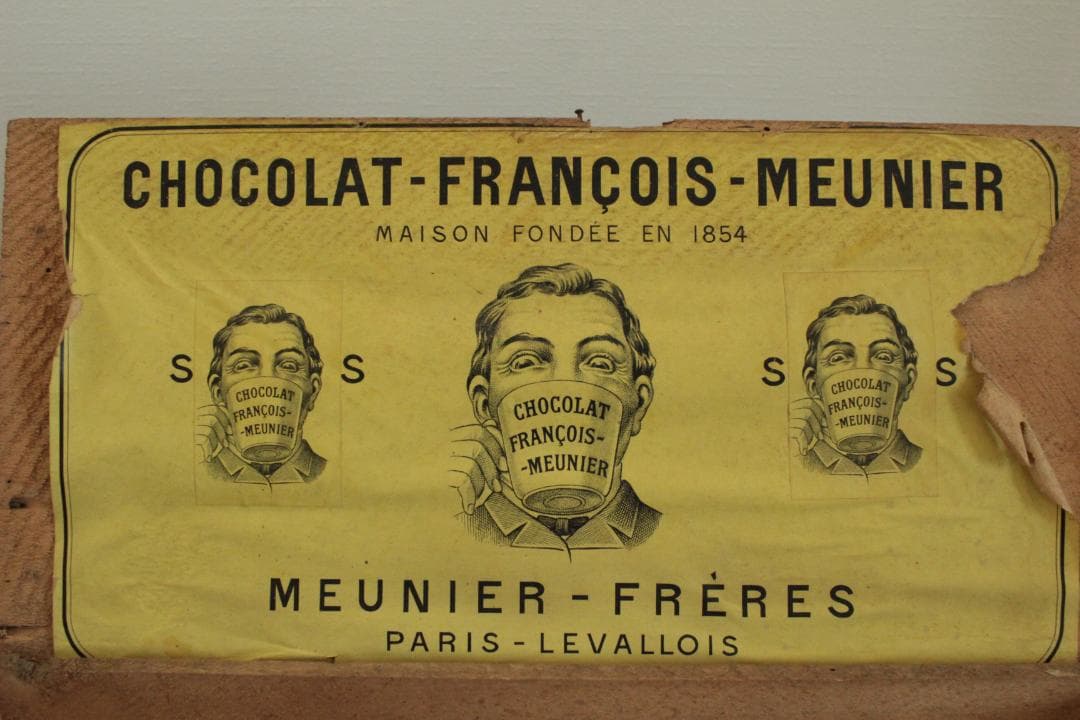 CHOCOLAT-FRANÇOIS-MEUNIER
MAISON FONDÉE EN 1854
S S
CHOCOLAT
FRANÇOIS-
-MEUNIER
CHOCOLAT
FRANÇOIS-
-MEUNIER
S S
CHOCOLAT
FRANÇOIS-
-MEUNIER
MEUNIER-FRÈRES
PARIS-LEVALLOIS